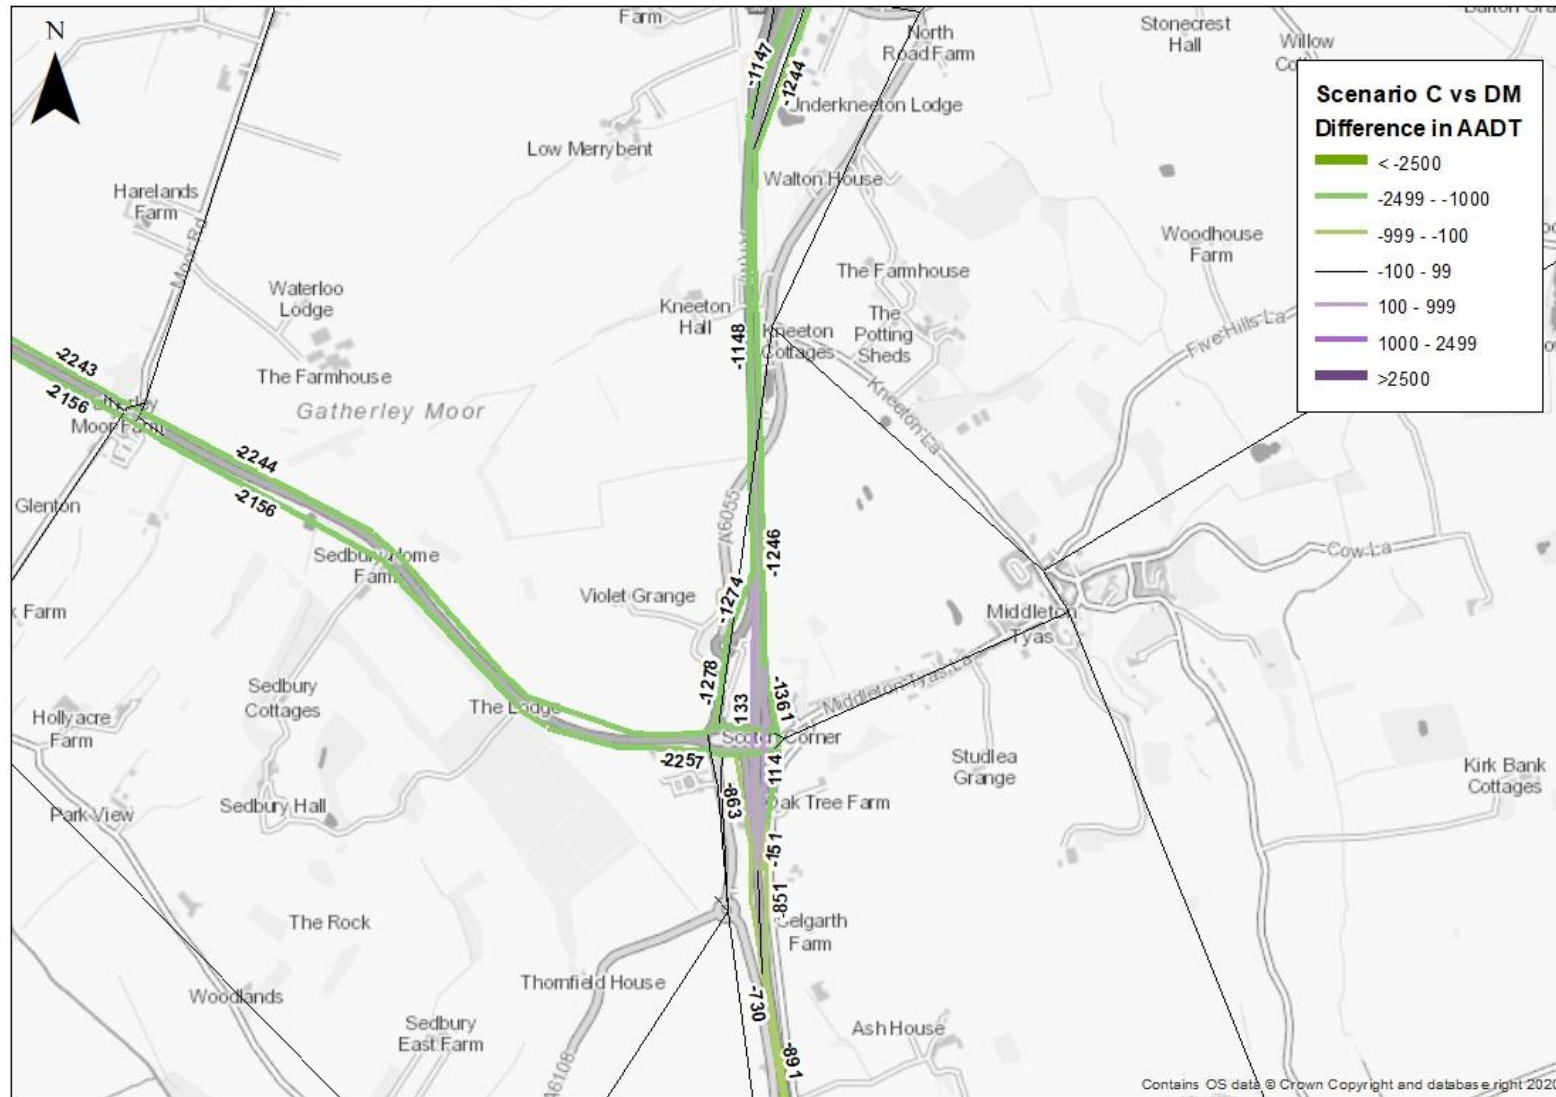 N
Farm
North
Road Farm
Stonecrest
Hall
Willow
-1147
-1244
Underkneeton Lodge
Low Merrybent
Walton House
Scenario C vs DM
Difference in AADT
< -2500
-2499 - -1000
-999 - -100
-100 - 99
100 - 999
1000 - 2499
>2500
Harelands
Farm
Moor Rd
Woodhouse
Farm
The Farmhouse
Waterloo
Lodge
Kneeton
Hall
The
Potting
Sheds
Kneeton
Cottages
-1148
Five Hills La
-2243
-2156
The Farmhouse
Gatherley Moor
Moor Farm
Kneeton La
-2244
-2156
Glenton
A6055
-1246
Sedbury Home
Farm
Cow La
Violet Grange
-1274
Farm
Middleton
Tyas
Middleton Tyas La
-1278
133
-1361
Sedbury
Cottages
The Lodge
Hollyacre
Farm
Scotch Corner
-2257
114
Studlea
Grange
Kirk Bank
Cottages
-863
Oak Tree Farm
Sedbury Hall
Park View
-151
-851
Selgarth
Farm
The Rock
Thornfield House
Woodlands
-730
Sedbury
East Farm
Ash House
A6108
-891
Contains OS data © Crown Copyright and database right 2020